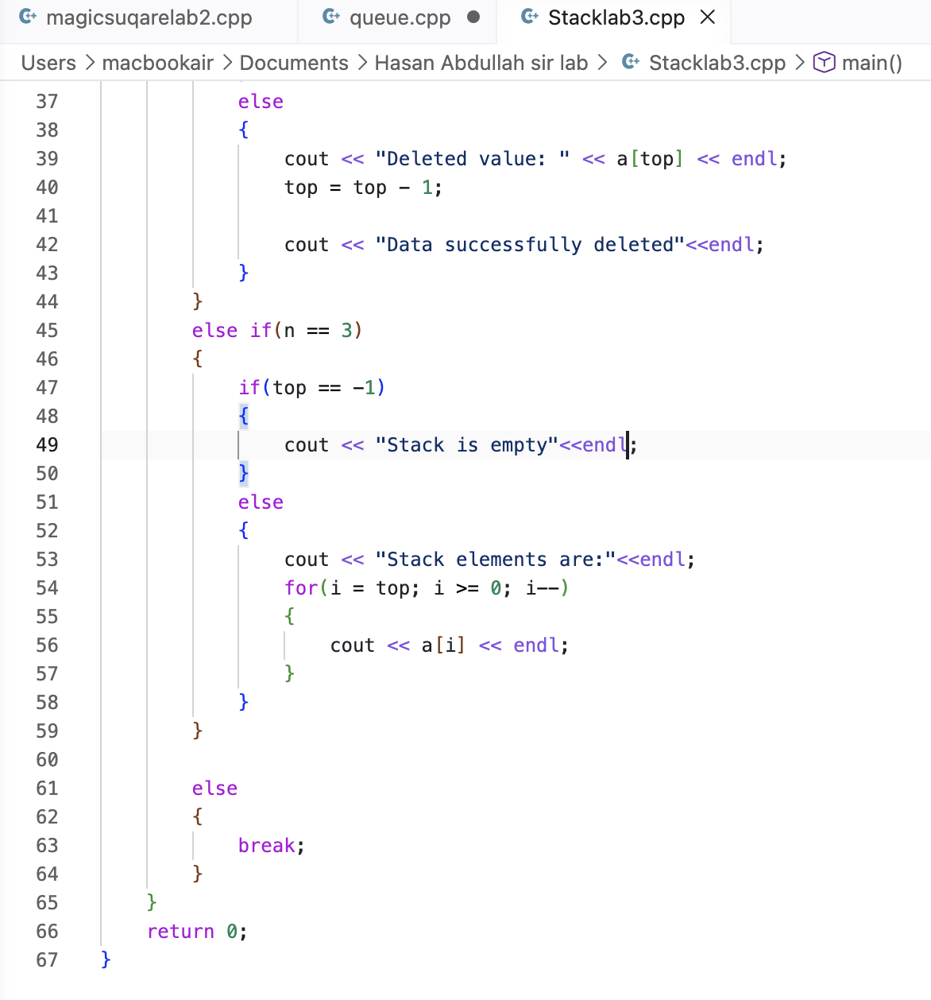 magicsuqarelab2.cpp queue.cpp Stacklab3.cpp
Users > macbookair > Documents > Hasan Abdullah sir lab > Stacklab3.cpp > main()
37 else
38 {
39 cout << "Deleted value: " << a[top] << endl;
40 top = top - 1;
41
42 cout << "Data successfully deleted"<<endl;
43 }
44 }
45 else if(n == 3)
46 {
47 if(top == -1)
48 {
49 cout << "Stack is empty"<<endl;
50 }
51 else
52 {
53 cout << "Stack elements are:"<<endl;
54 for(i = top; i >= 0; i--)
55 {
56 cout << a[i] << endl;
57 }
58 }
59 }
60
61 else
62 {
63 break;
64 }
65 }
66 return 0;
67 }